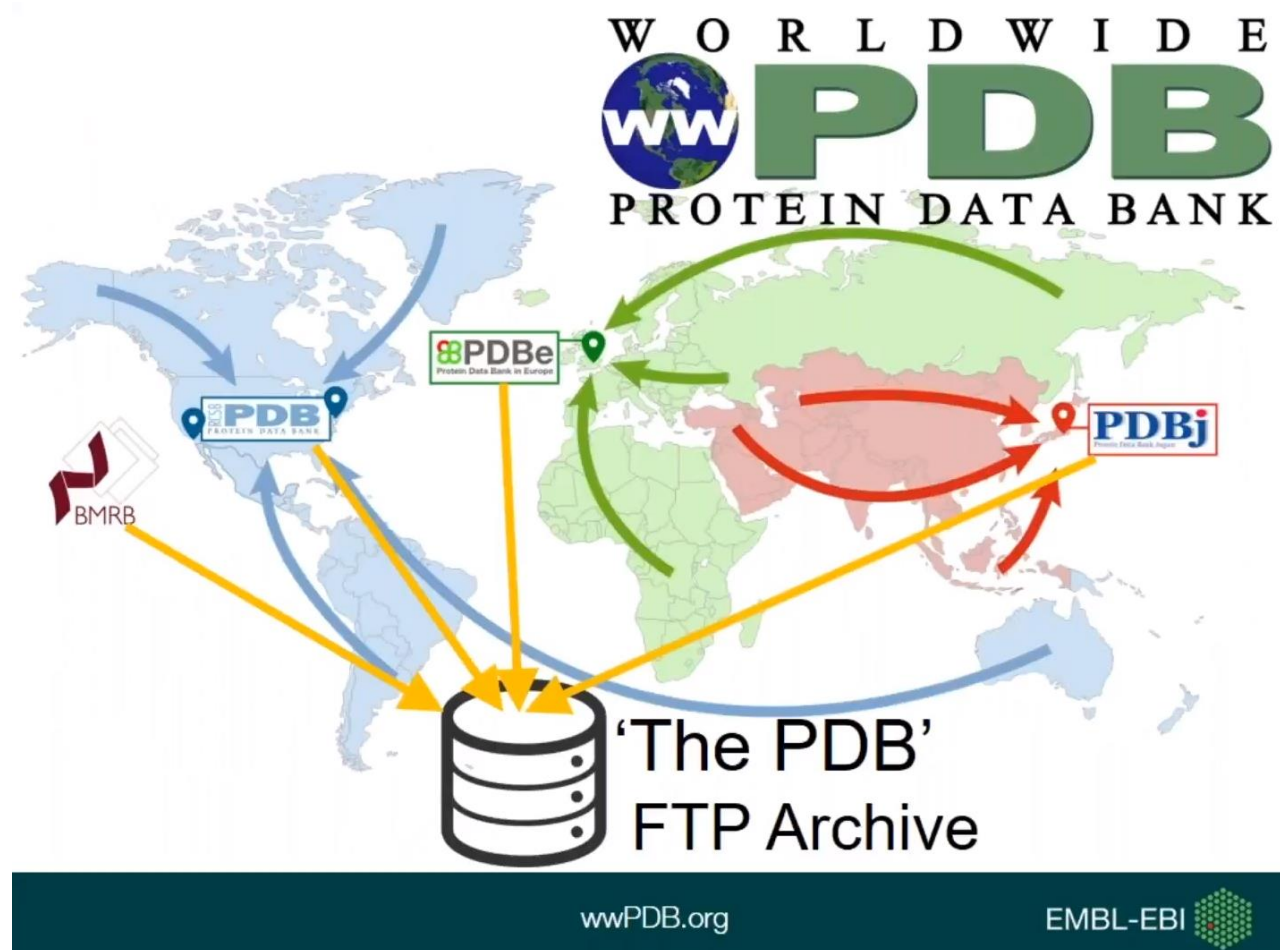 WORLDWIDE
ww PDB
PROTEIN DATA BANK
PDBe
Protein Data Bank in Europe
RCSB PDB
PROTEIN DATA BANK
PDBj
Protein Data Bank Japan
BMRB
‘The PDB’
FTP Archive
wwPDB.org
EMBL-EBI